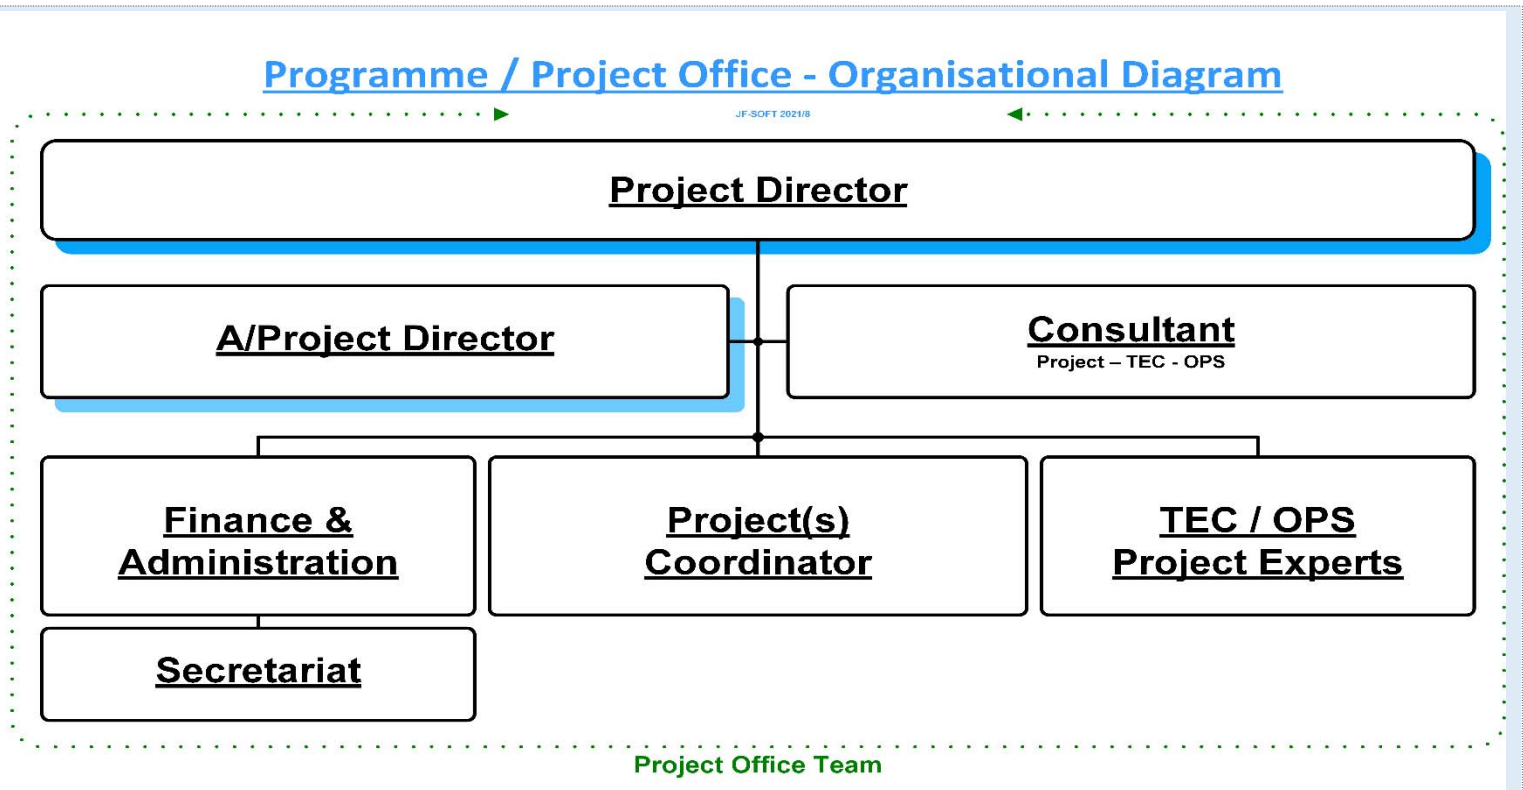 Programme / Project Office - Organisational Diagram
JF-SOFT 2021/8
Project Director
A/Project Director
Consultant
Project – TEC - OPS
Finance &
Administration
Project(s)
Coordinator
TEC / OPS
Project Experts
Secretariat
Project Office Team